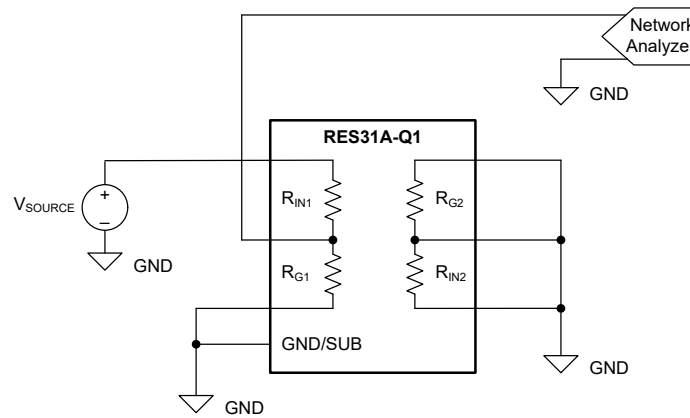 Network
Analyze
GND
RES31A-Q1
VSOURCE
+
–
RIN1
RG2
RG1
RIN2
GND
GND/SUB
GND
GND